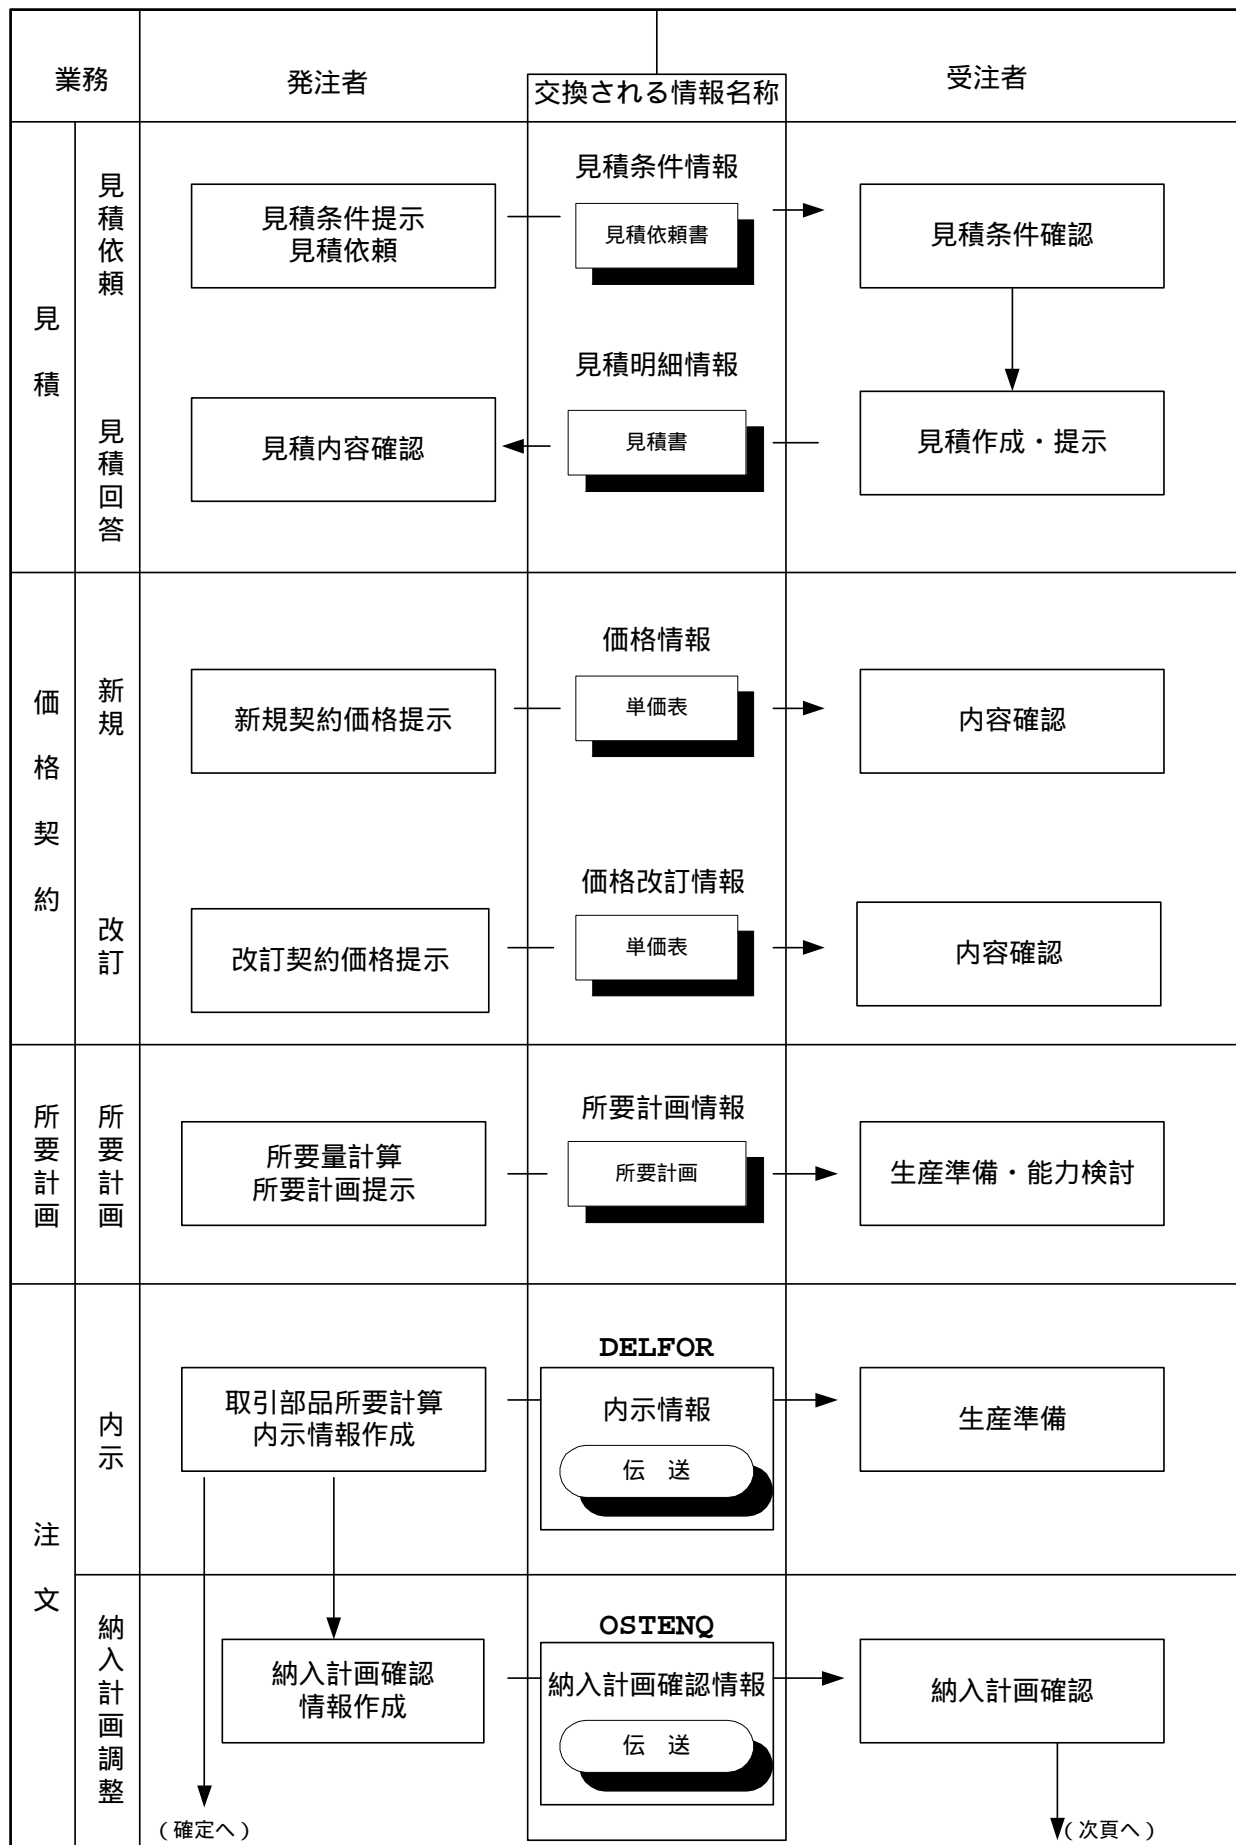 業務
発注者
交換される情報名称
受注者
見積
見積依頼
見積条件提示
見積依頼
見積条件情報
見積依頼書
見積条件確認
見積回答
見積内容確認
見積明細情報
見積書
見積作成・提示
価格契約
新規
新規契約価格提示
価格情報
単価表
内容確認
改訂
改訂契約価格提示
価格改訂情報
単価表
内容確認
所要計画
所要計画
所要量計算
所要計画提示
所要計画情報
所要計画
生産準備・能力検討
注文
内示
取引部品所要計算
内示情報作成
DELFOR
内示情報
伝　送
生産準備
納入計画調整
納入計画確認
情報作成
OSTENQ
納入計画確認情報
伝　送
納入計画確認
（確定へ）
（次頁へ）